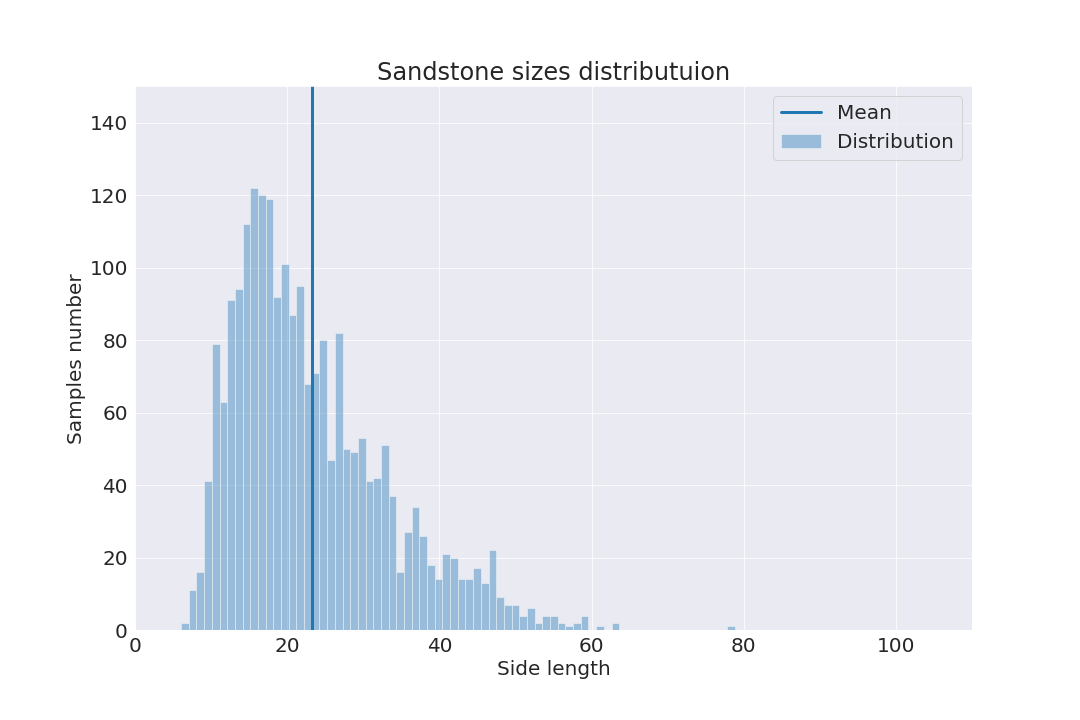 Sandstone sizes distributuion
Mean
Distribution
140
120
100
80
60
40
20
0
Samples number
0 20 40 60 80 100
Side length